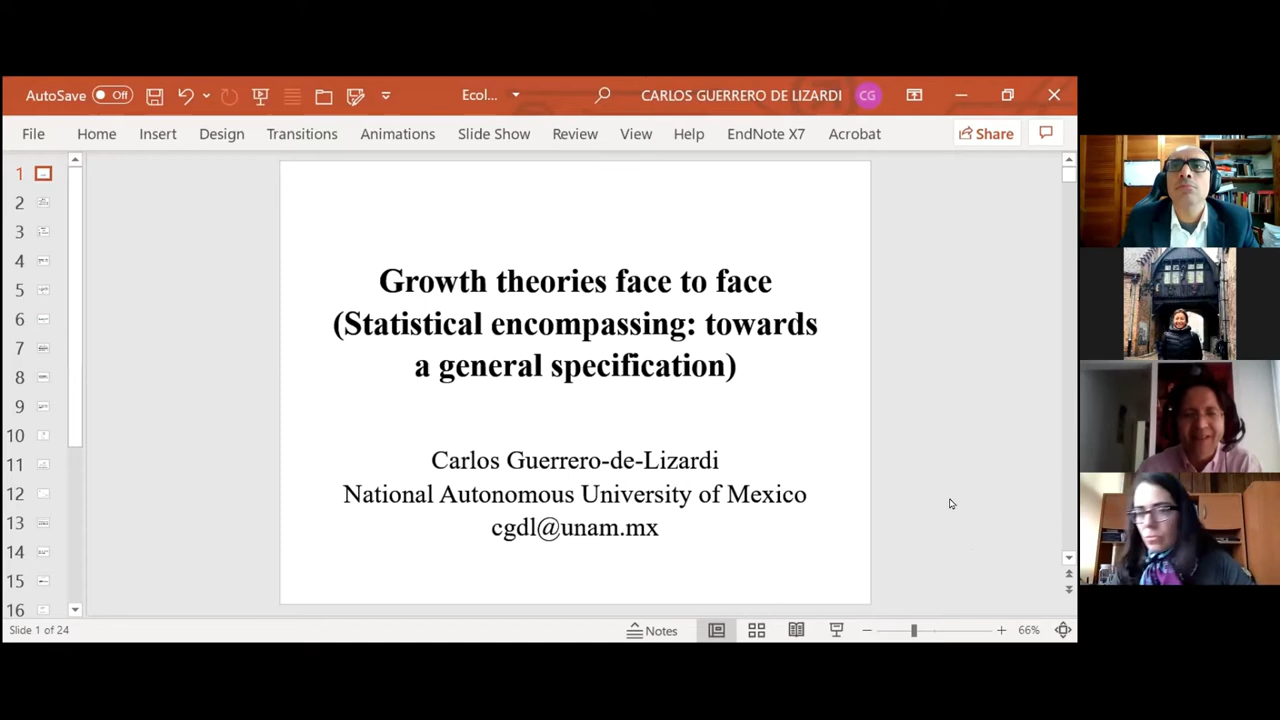 AutoSave Off Ecol... CARLOS GUERRERO DE LIZARDI CG
File Home Insert Design Transitions Animations Slide Show Review View Help EndNote X7 Acrobat Share
1
2
3
4
5
6
7
8
9
10
11
12
13
14
15
16
Growth theories face to face
(Statistical encompassing: towards
a general specification)
Carlos Guerrero-de-Lizardi
National Autonomous University of Mexico
cgdl@unam.mx
Slide 1 of 24 Notes 66%